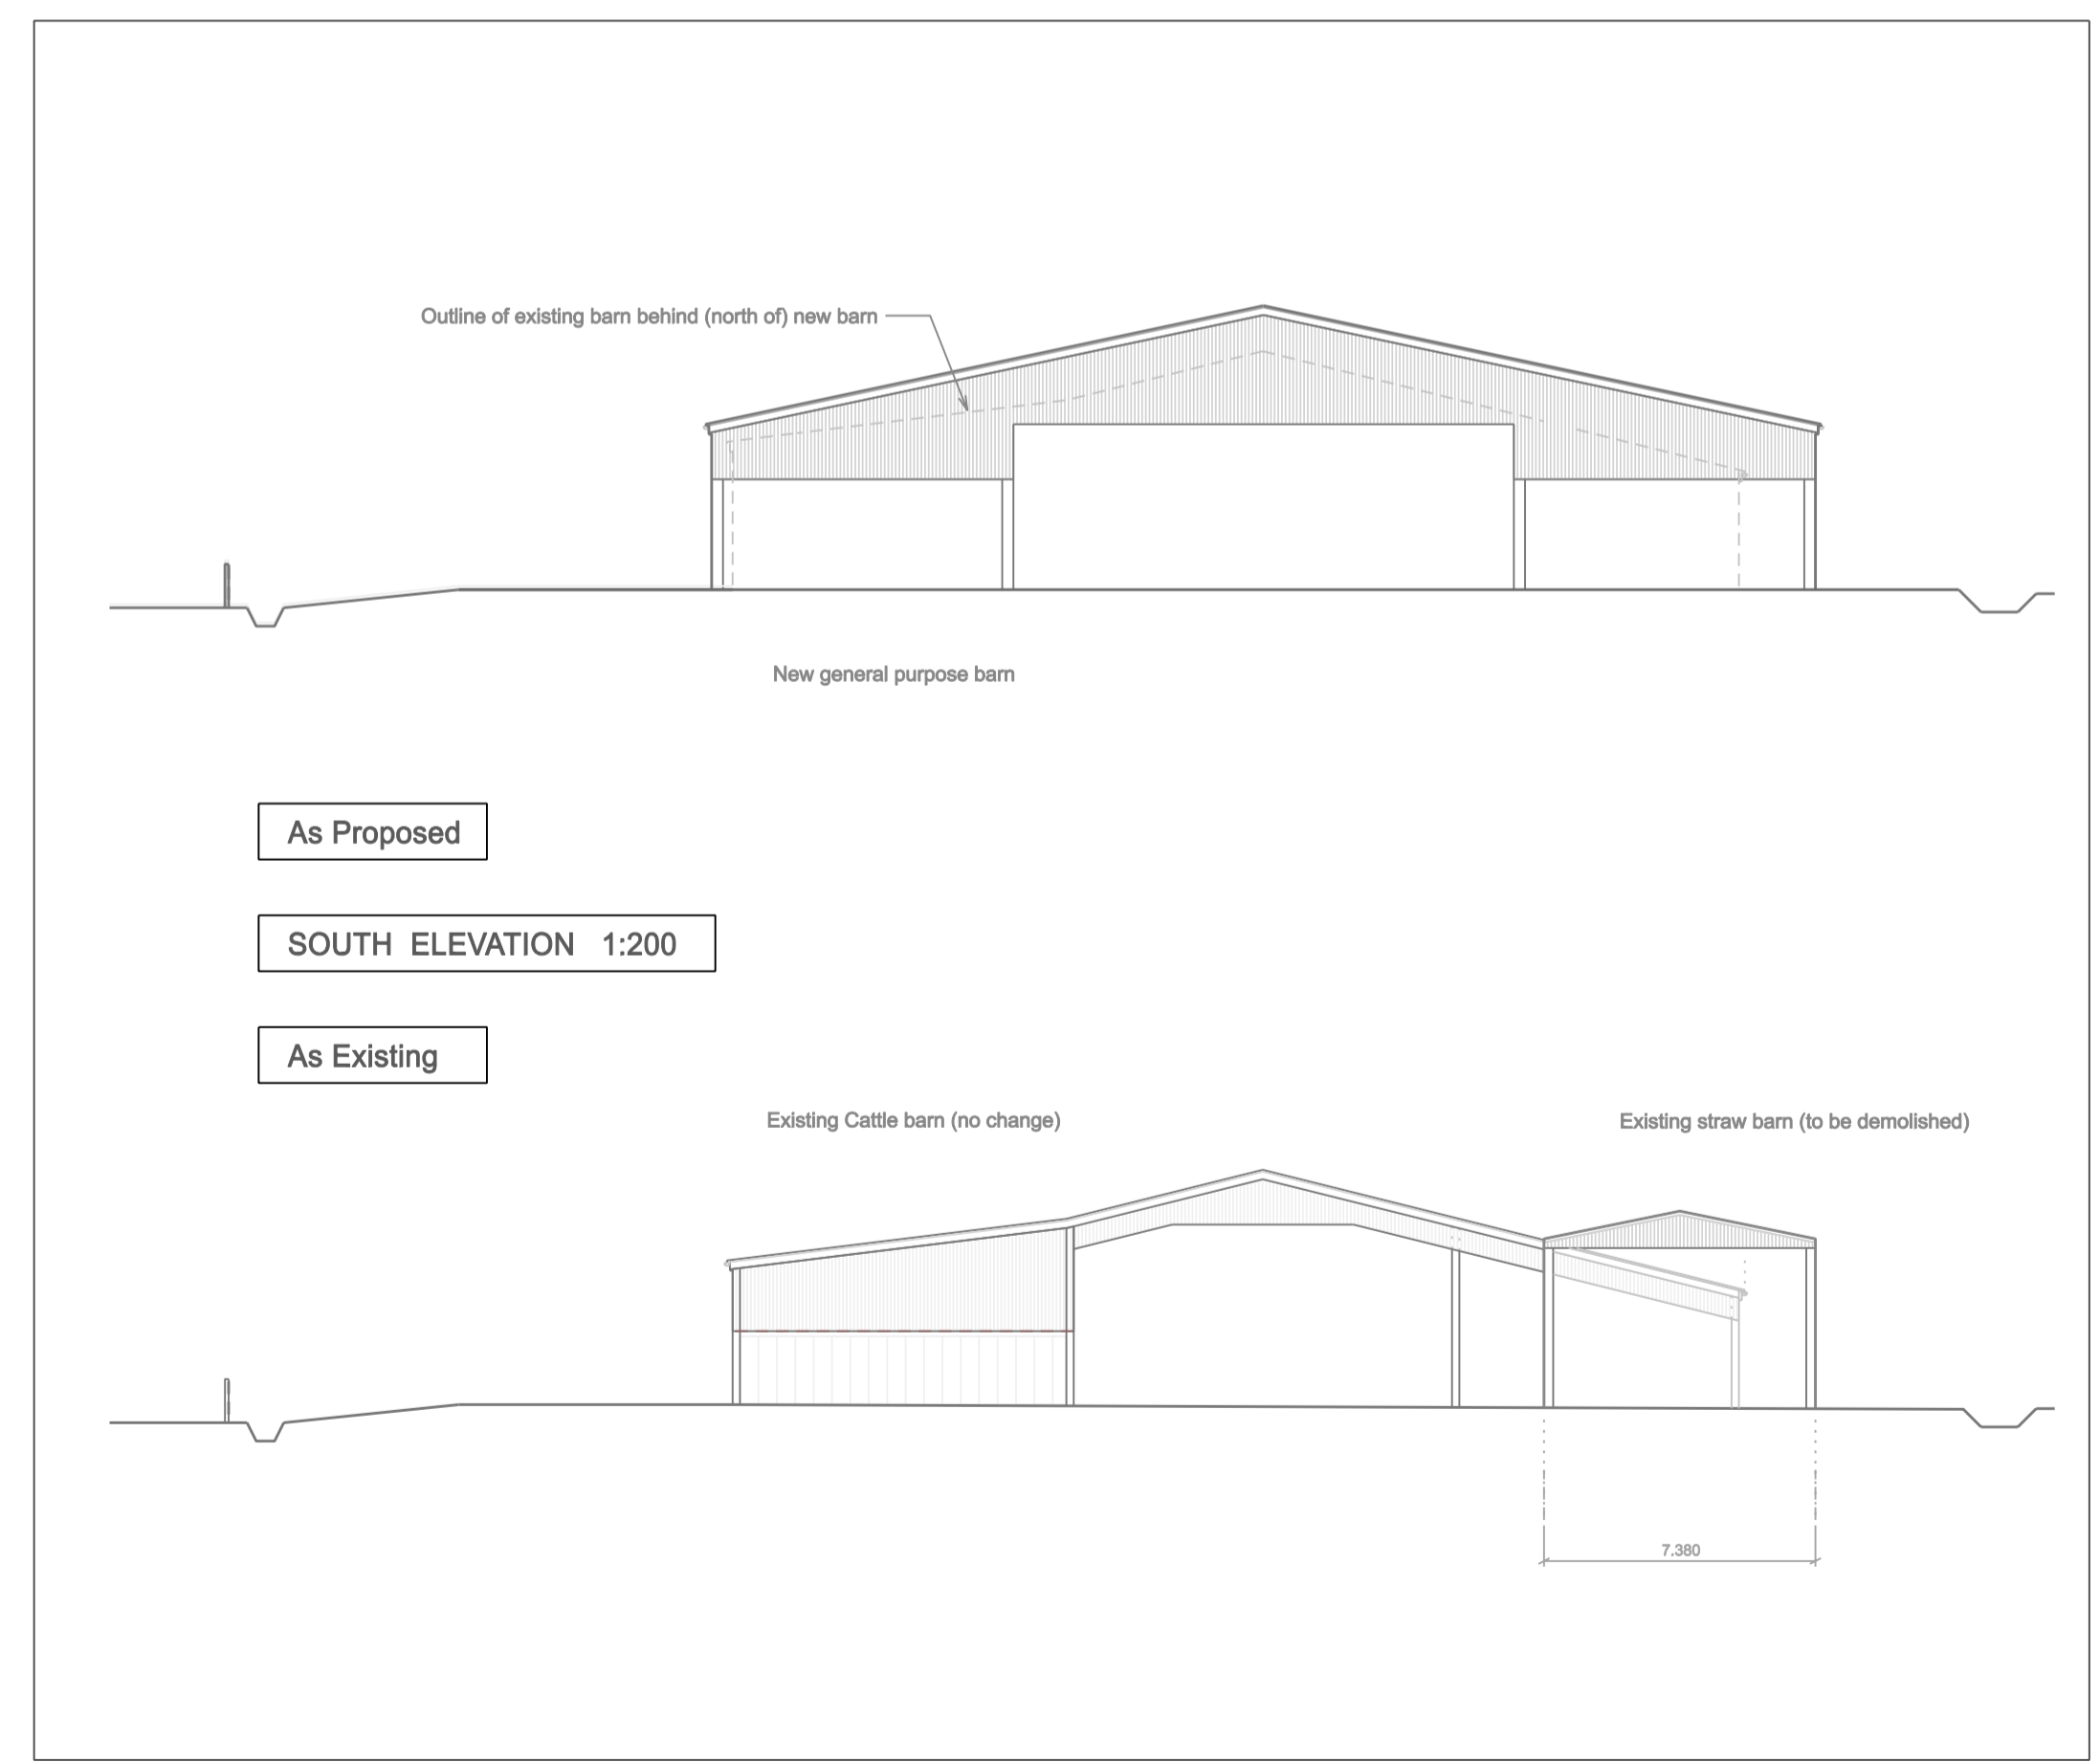 Outline of existing barn behind (north of) new barn
New general purpose barn
As Proposed
SOUTH ELEVATION 1:200
As Existing
Existing Cattle barn (no change)
Existing straw barn (to be demolished)
7.380